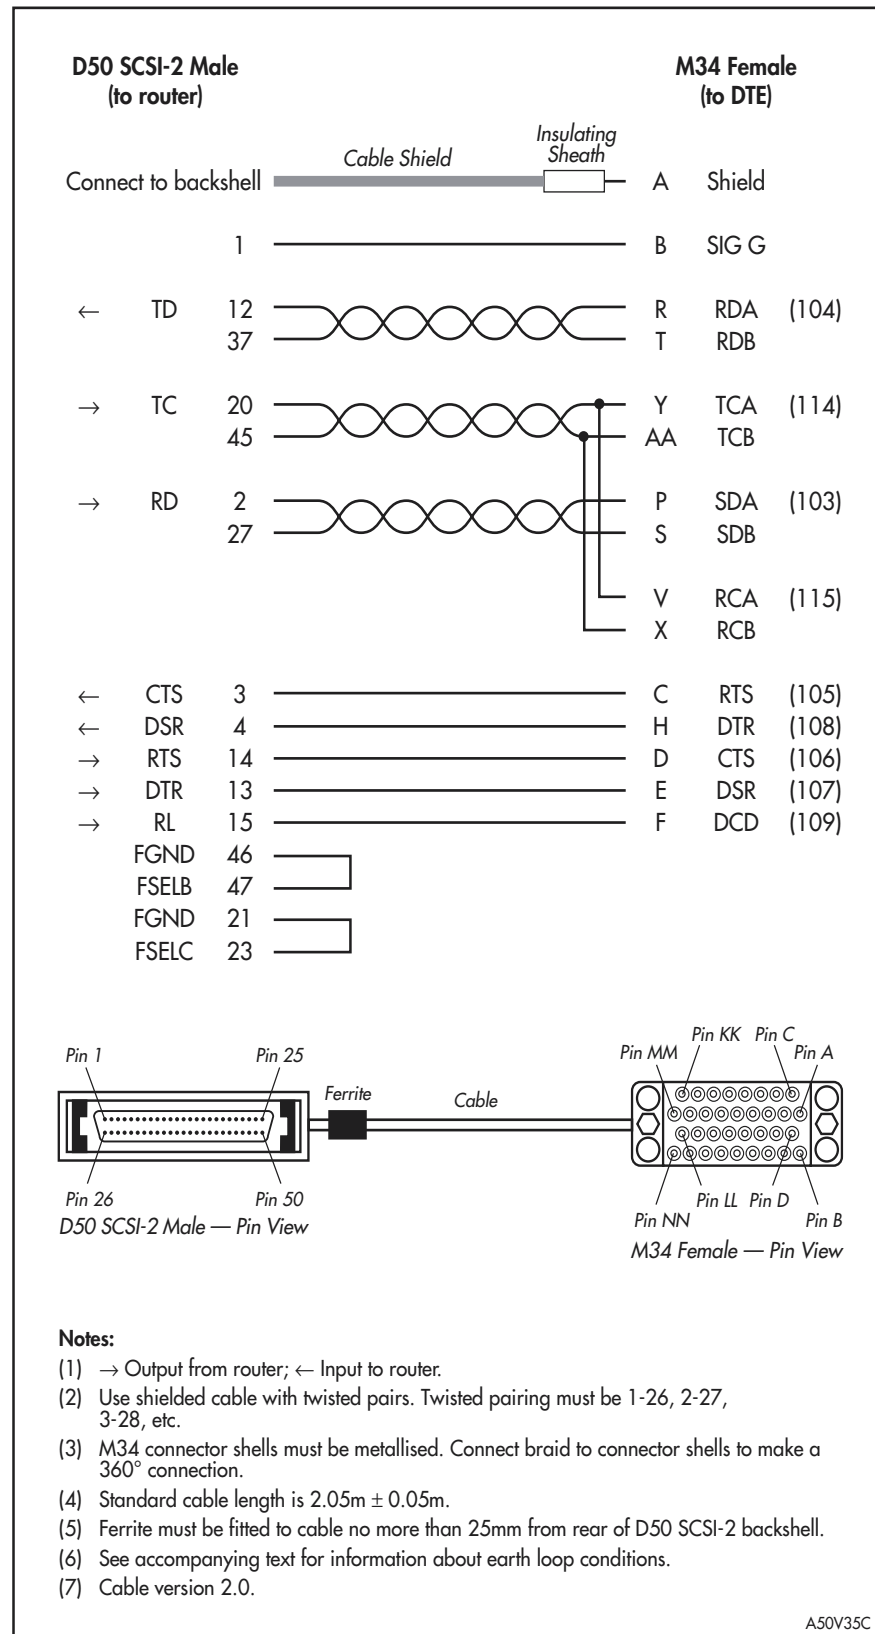 D50 SCSI-2 Male
(to router)
M34 Female
(to DTE)
Connect to backshell
Cable Shield
Insulating
Sheath
A Shield
1 B SIG G
← TD 12 R RDA (104)
37 T RDB
→ TC 20 Y TCA (114)
45 AA TCB
→ RD 2 P SDA (103)
27 S SDB
V RCA (115)
X RCB
← CTS 3 C RTS (105)
← DSR 4 H DTR (108)
→ RTS 14 D CTS (106)
→ DTR 13 E DSR (107)
→ RL 15 F DCD (109)
FGND 46
FSELB 47
FGND 21
FSELC 23
Pin 1
Pin 25
Pin 26
Pin 50
D50 SCSI-2 Male — Pin View
Ferrite
Cable
Pin KK
Pin C
Pin MM
Pin A
Pin LL
Pin D
Pin NN
Pin B
M34 Female — Pin View
Notes:
(1) → Output from router; ← Input to router.
(2) Use shielded cable with twisted pairs. Twisted pairing must be 1-26, 2-27,
3-28, etc.
(3) M34 connector shells must be metallised. Connect braid to connector shells to make a
360° connection.
(4) Standard cable length is 2.05m ± 0.05m.
(5) Ferrite must be fitted to cable no more than 25mm from rear of D50 SCSI-2 backshell.
(6) See accompanying text for information about earth loop conditions.
(7) Cable version 2.0.
A50V35C